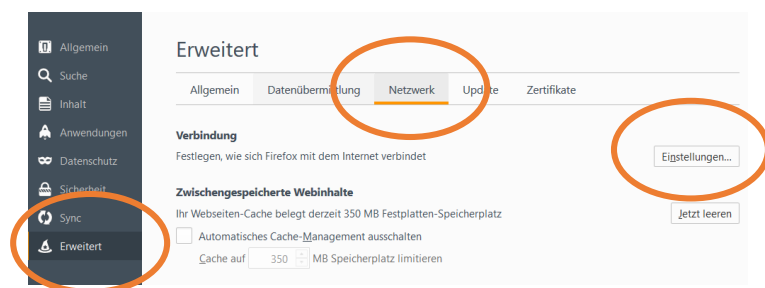 Allgemein
Suche
Inhalt
Anwendungen
Datenschutz
Sicherheit
Sync
Erweitert
Erweitert
Allgemein Datenübermittlung Netzwerk Update Zertifikate
Verbindung
Festlegen, wie sich Firefox mit dem Internet verbindet Einstellungen...
Zwischengespeicherte Webinhalte
Ihr Webseiten-Cache belegt derzeit 350 MB Festplatten-Speicherplatz Jetzt leeren
Automatisches Cache-Management ausschalten
Cache auf 350 MB Speicherplatz limitieren